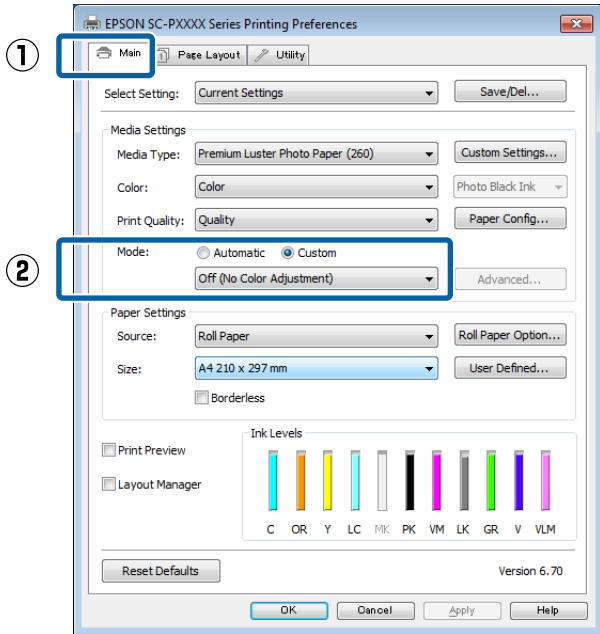 EPSON SC-PXXXX Series Printing Preferences
①
Main
Page Layout
Utility
Select Setting: Current Settings Save/Del...
Media Settings
Media Type: Premium Luster Photo Paper (260) Custom Settings...
Color: Color Photo Black Ink
Print Quality: Quality Paper Config...
Mode: Automatic Custom
②
Off (No Color Adjustment) Advanced...
Paper Settings
Source: Roll Paper Roll Paper Option...
Size: A4 210 x 297 mm User Defined...
Borderless
Ink Levels
Print Preview
Layout Manager
C OR Y LC MK PK VM LK GR V VLM
Reset Defaults Version 6.70
OK Cancel Apply Help